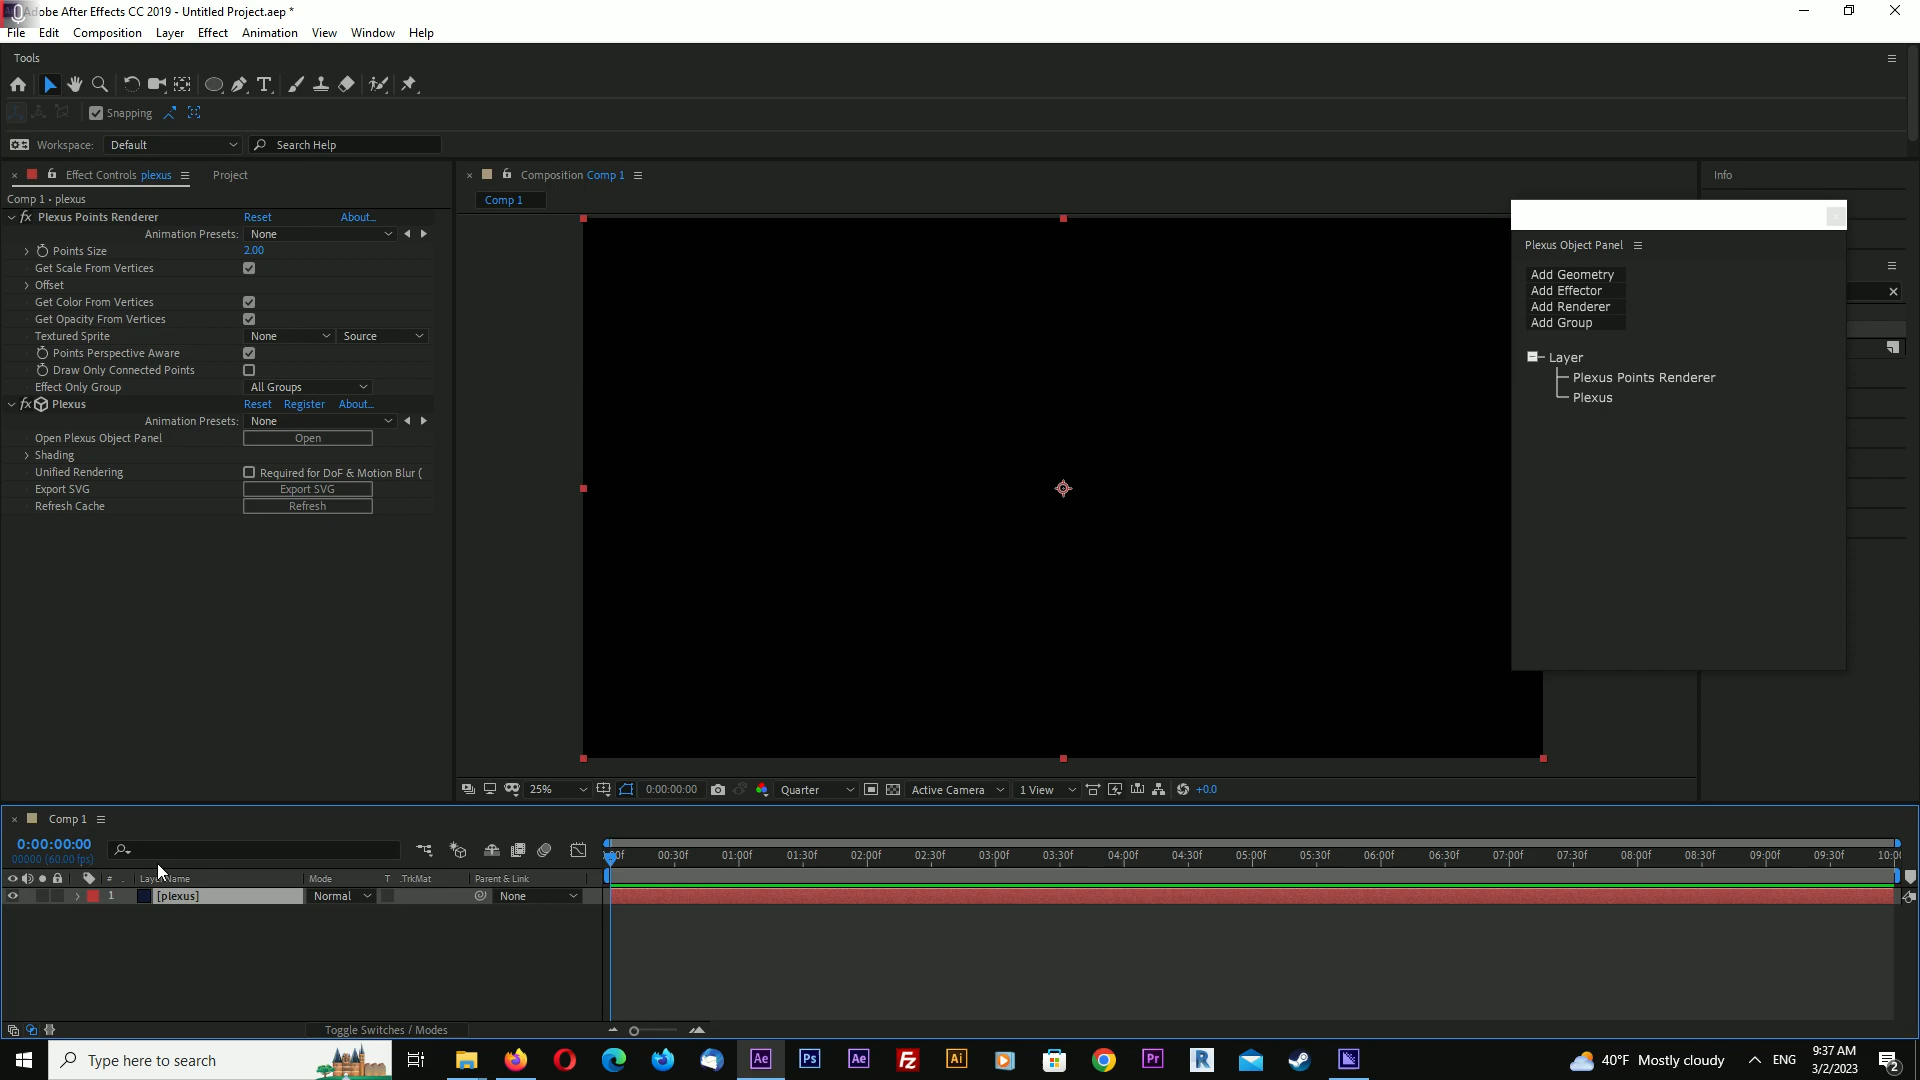 Adobe After Effects CC 2019 - Untitled Project.aep *
File Edit Composition Layer Effect Animation View Window Help
Tools
Snapping
Workspace: Default Search Help
Effect Controls plexus Project
Composition Comp 1
Info
Comp 1 • plexus
Comp 1
Plexus Points Renderer Reset About...
Animation Presets: None
Points Size 2.00
Get Scale From Vertices
Offset
Get Color From Vertices
Get Opacity From Vertices
Textured Sprite None Source
Points Perspective Aware
Draw Only Connected Points
Effect Only Group All Groups
Plexus Reset Register About...
Animation Presets: None
Open Plexus Object Panel Open
Shading
Unified Rendering Required for DoF & Motion Blur (
Export SVG Export SVG
Refresh Cache Refresh
Plexus Object Panel
Add Geometry
Add Effector
Add Renderer
Add Group
Layer
Plexus Points Renderer
Plexus
25% 0:00:00:00 Quarter Active Camera 1 View +0.0
Comp 1
0:00:00:00
00000 (60.00 fps)
00:30f 01:00f 01:30f 02:00f 02:30f 03:00f 03:30f 04:00f 04:30f 05:00f 05:30f 06:00f 06:30f 07:00f 07:30f 08:00f 08:30f 09:00f 09:30f 10:0
# Name Mode T .TrkMat Parent & Link
1 [plexus] Normal None
Toggle Switches / Modes
Type here to search
Ae Ps Ae Fz Ai Pr R
40°F Mostly cloudy ENG
9:37 AM
3/2/2023
2